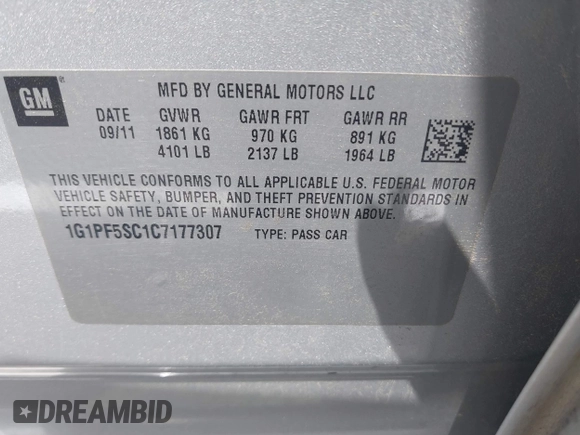 GM
MFD BY GENERAL MOTORS LLC
DATE GVWR GAWR FRT GAWR RR
09/11 1861 KG 970 KG 891 KG
4101 LB 2137 LB 1964 LB
THIS VEHICLE CONFORMS TO ALL APPLICABLE U.S. FEDERAL MOTOR
VEHICLE SAFETY, BUMPER, AND THEFT PREVENTION STANDARDS IN
EFFECT ON THE DATE OF MANUFACTURE SHOWN ABOVE.
1G1PF5SC1C7177307 TYPE: PASS CAR
DREAMBID